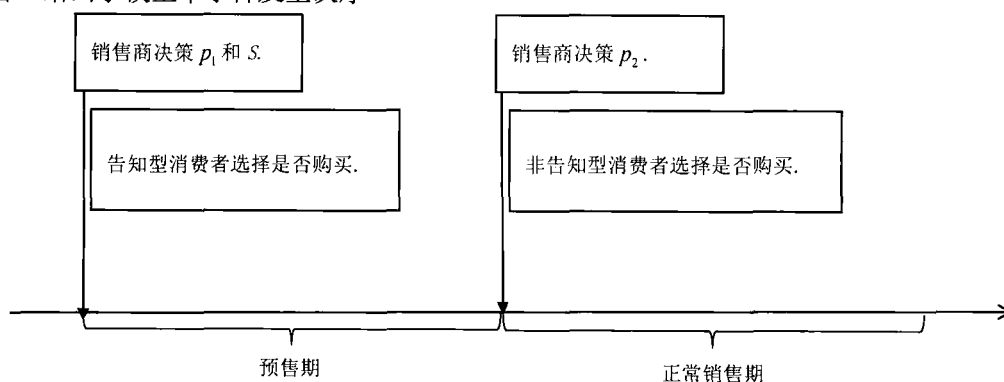 销售商决策 p₁ 和 S.
销售商决策 p₂.
告知型消费者选择是否购买.
非告知型消费者选择是否购买.
预售期
正常销售期